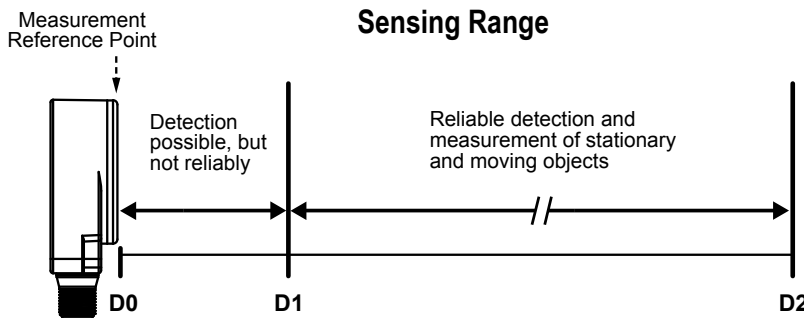 Sensing Range
Measurement
Reference Point
Detection
possible, but
not reliably
Reliable detection and
measurement of stationary
and moving objects
D0
D1
D2